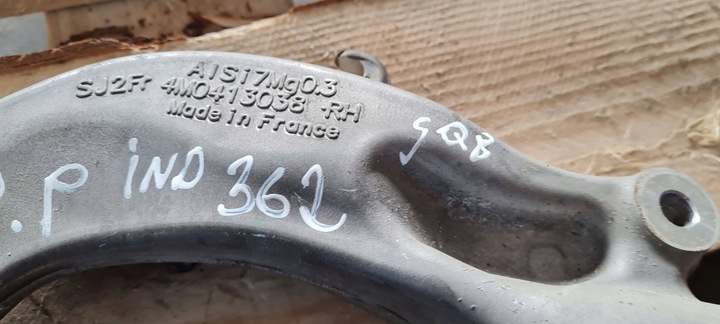 AlSi7Mg0.3
SJ2Fr 4M0413038 -RH
Made in France
.P IND 362
SQ8